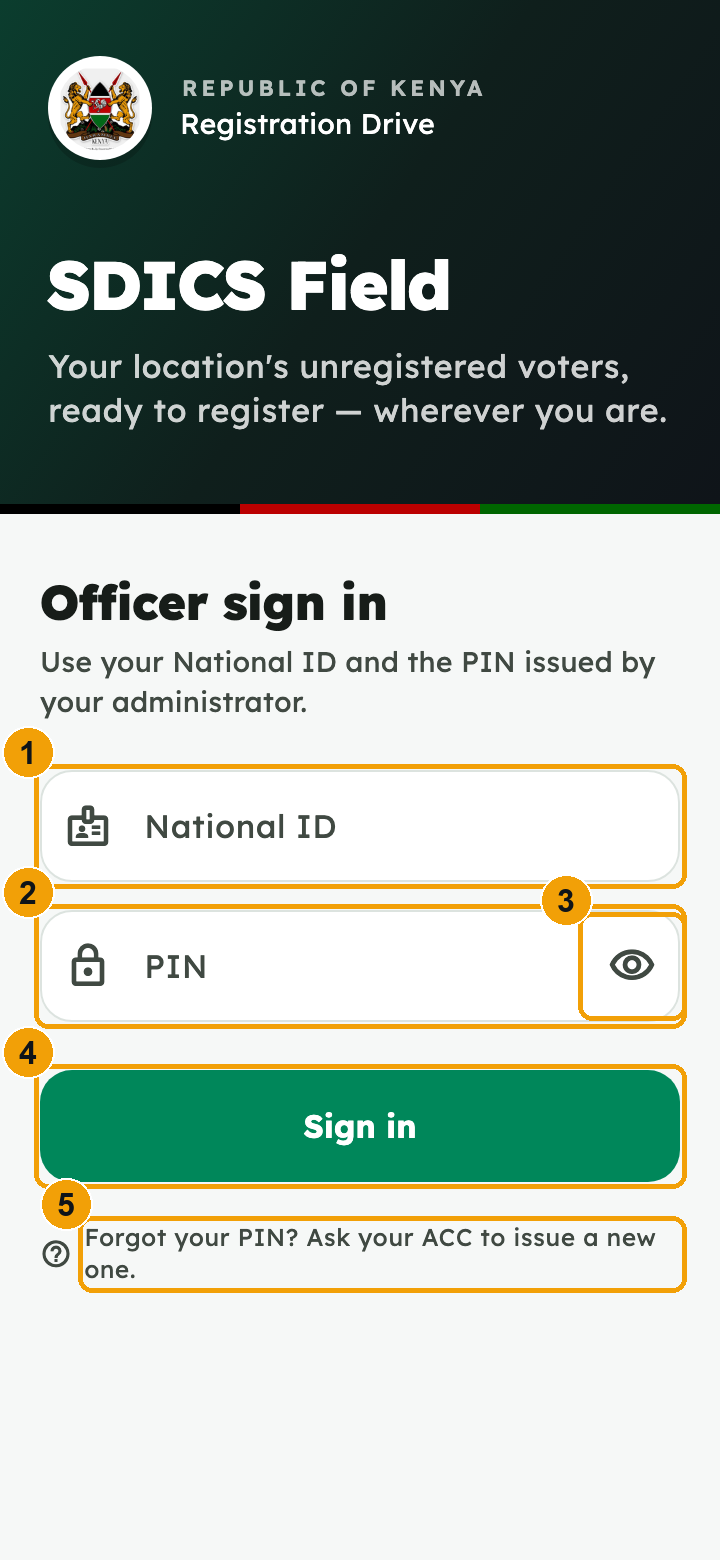 REPUBLIC OF KENYA
Registration Drive
SDICS Field
Your location's unregistered voters,
ready to register — wherever you are.
Officer sign in
Use your National ID and the PIN issued by
your administrator.
1
National ID
2
3
PIN
4
Sign in
5
Forgot your PIN? Ask your ACC to issue a new
one.